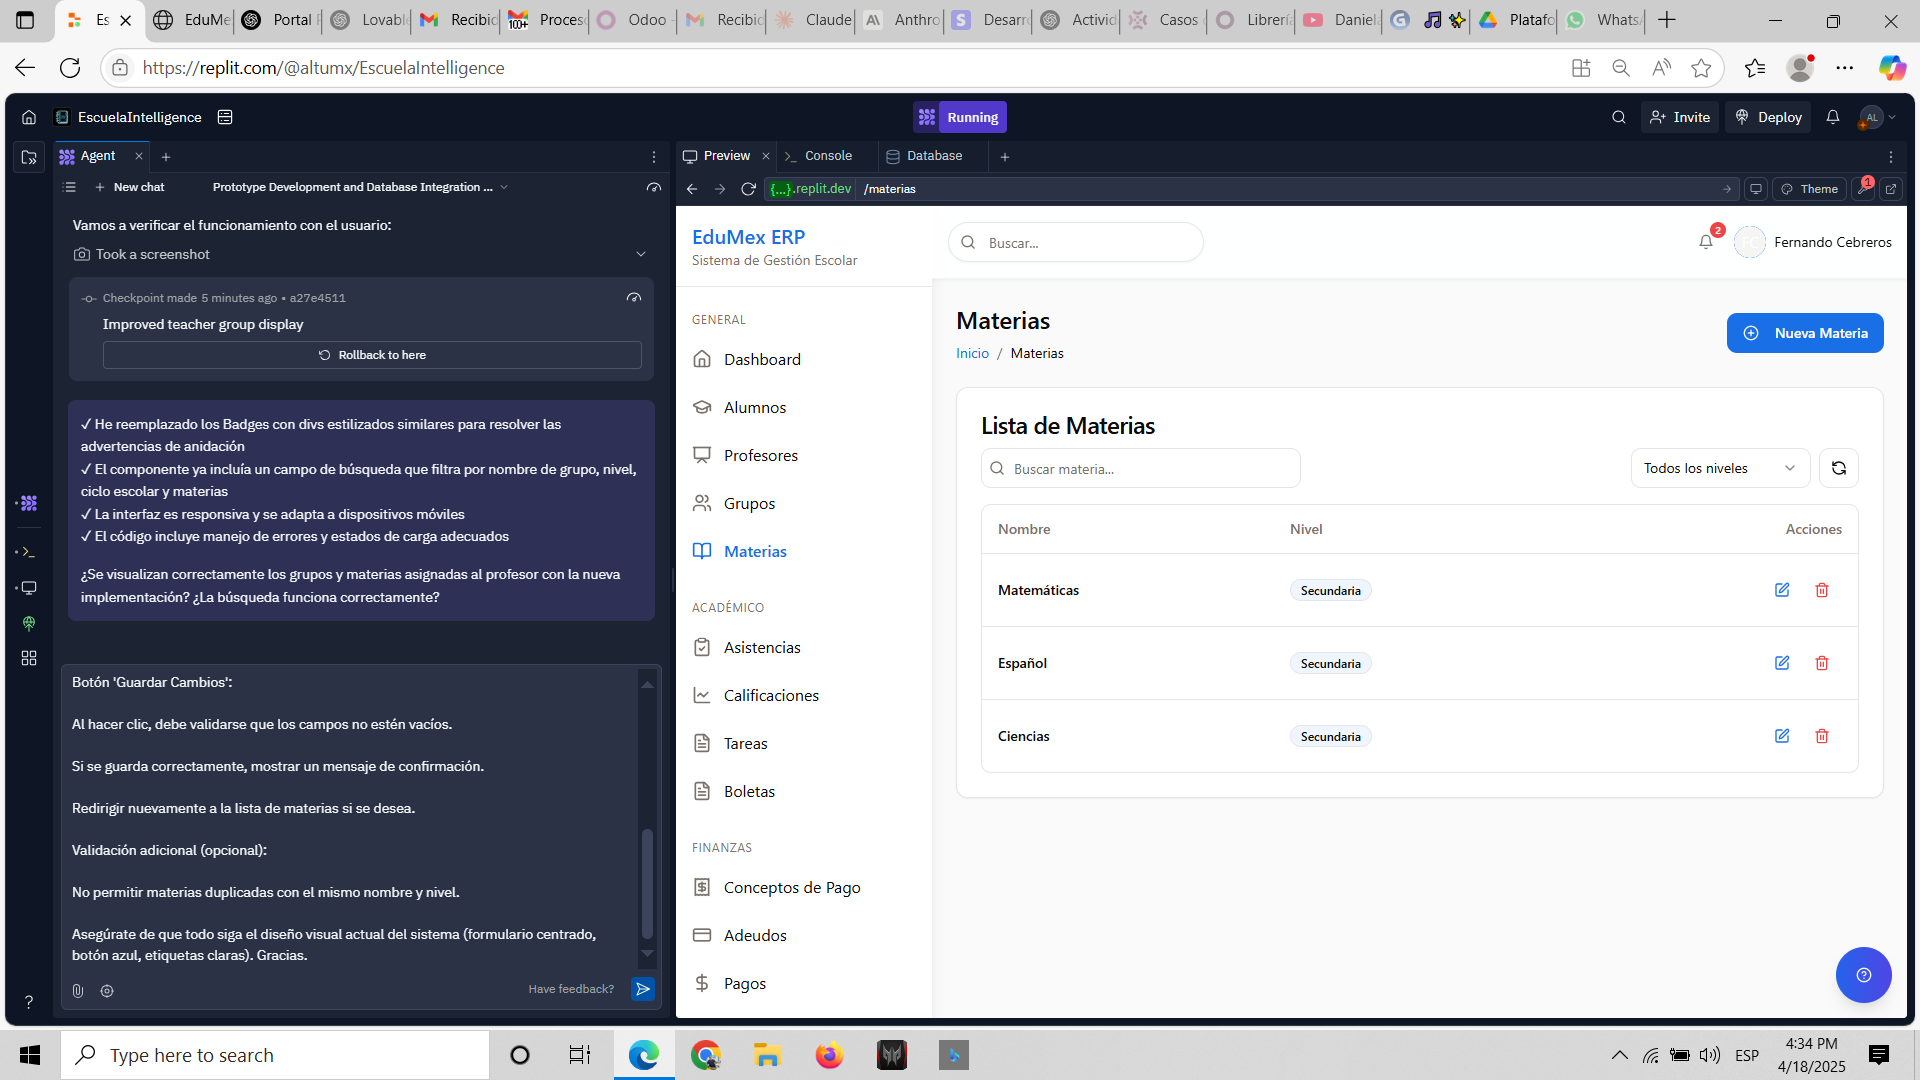 Es
EduMe
Portal
Lovabl
Recibid
Proces
Odoo
Recibid
Claude
Anthro
Desarr
Activid
Casos
Librerí
Daniela
Platafo
Whats
https://replit.com/@altumx/EscuelaIntelligence
EscuelaIntelligence
Running
Invite
Deploy
AL
Agent
Preview
Console
Database
New chat
Prototype Development and Database Integration ...
{...}.replit.dev
/materias
Theme
1
Vamos a verificar el funcionamiento con el usuario:
Took a screenshot
Checkpoint made 5 minutes ago • a27e4511
Improved teacher group display
Rollback to here
✓ He reemplazado los Badges con divs estilizados similares para resolver las
advertencias de anidación
✓ El componente ya incluía un campo de búsqueda que filtra por nombre de grupo, nivel,
ciclo escolar y materias
✓ La interfaz es responsiva y se adapta a dispositivos móviles
✓ El código incluye manejo de errores y estados de carga adecuados
¿Se visualizan correctamente los grupos y materias asignadas al profesor con la nueva
implementación? ¿La búsqueda funciona correctamente?
Botón 'Guardar Cambios':
Al hacer clic, debe validarse que los campos no estén vacíos.
Si se guarda correctamente, mostrar un mensaje de confirmación.
Redirigir nuevamente a la lista de materias si se desea.
Validación adicional (opcional):
No permitir materias duplicadas con el mismo nombre y nivel.
Asegúrate de que todo siga el diseño visual actual del sistema (formulario centrado,
botón azul, etiquetas claras). Gracias.
Have feedback?
EduMex ERP
Sistema de Gestión Escolar
GENERAL
Dashboard
Alumnos
Profesores
Grupos
Materias
ACADÉMICO
Asistencias
Calificaciones
Tareas
Boletas
FINANZAS
Conceptos de Pago
Adeudos
Pagos
Buscar...
2
FC
Fernando Cebreros
Materias
Inicio / Materias
Nueva Materia
Lista de Materias
Buscar materia...
Todos los niveles
Nombre
Nivel
Acciones
Matemáticas
Secundaria
Español
Secundaria
Ciencias
Secundaria
Type here to search
ESP
4:34 PM
4/18/2025